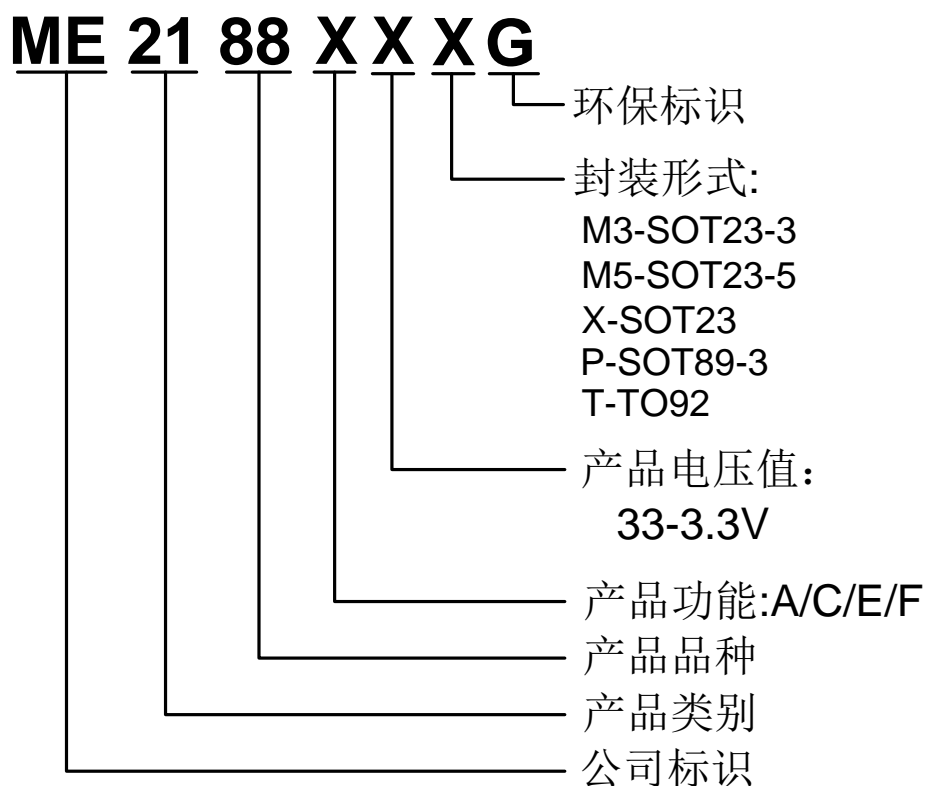 ME 21 88 X X X G
环保标识
封装形式:
M3-SOT23-3
M5-SOT23-5
X-SOT23
P-SOT89-3
T-TO92
产品电压值：
33-3.3V
产品功能:A/C/E/F
产品品种
产品类别
公司标识